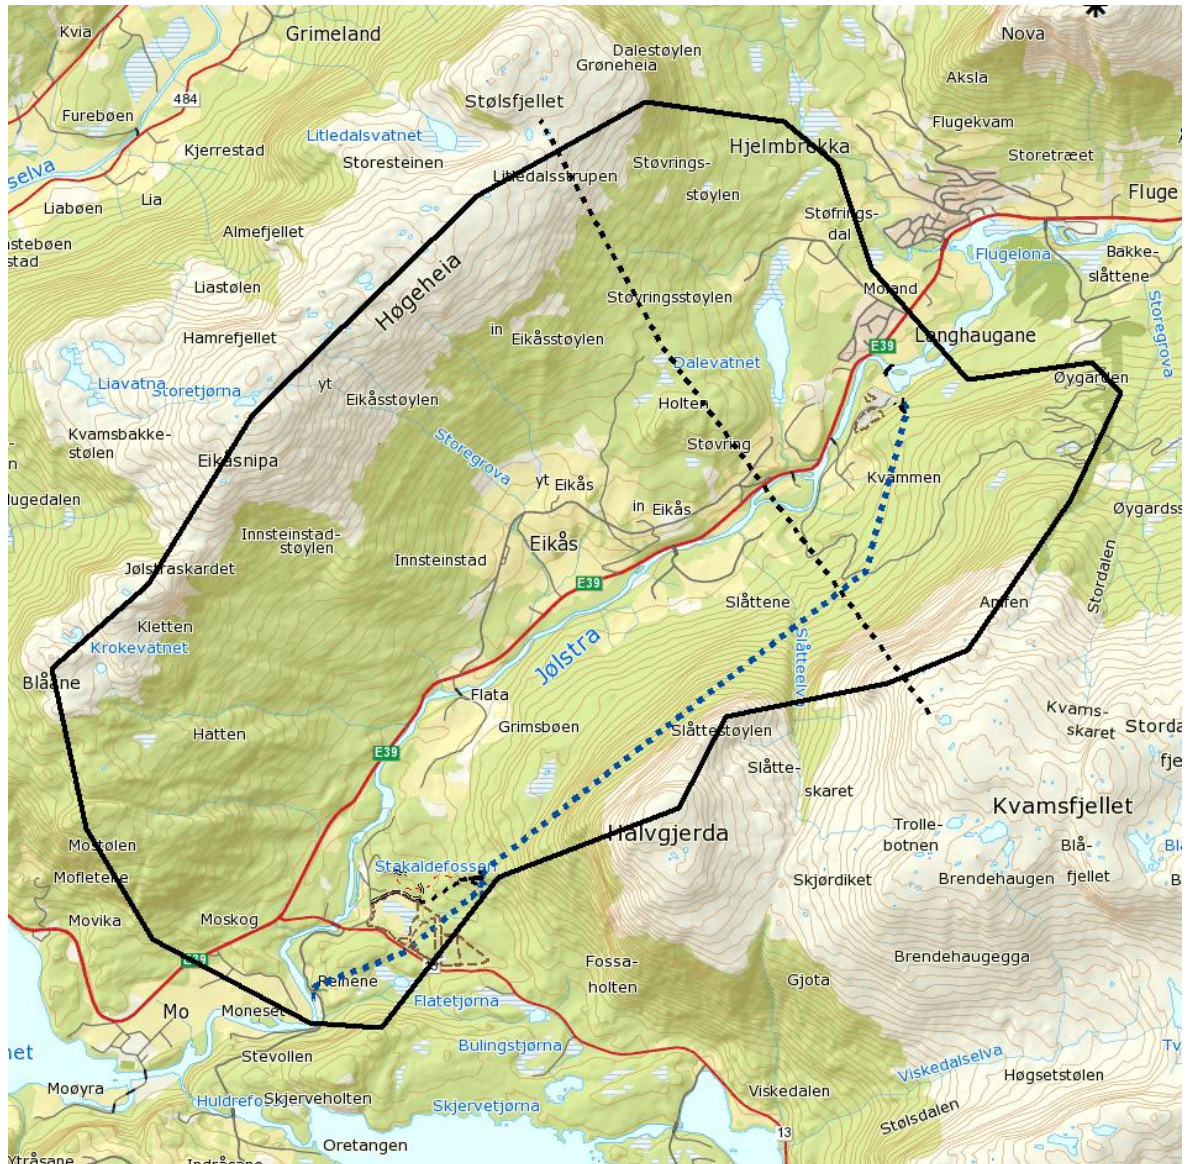 Kvia
Grimeland
Nova
Dalestøylen
Grøneheia
Aksla
Stølsfjellet
484
Furebøen
Litledalsvatnet
Flugekvam
Kjerrestad
Hjelmbrekka
Storesteinen
Støvrings-
støylen
Storetræet
selva
Litledalsstrupen
Lia
Liabøen
Fluge
Støfrings-
dal
Almefjellet
stad
Flugelona
Bakke-
slåttene
Høgeheia
Liastølen
Moland
Støvringsstøylen
Storegrova
Hamrefjellet
in
Eikåsstøylen
Langhaugane
E39
Dalevatnet
Liavatna
Storetjørna
yt
Eikåsstøylen
Øygarden
Holten
Kvamsbakke-
stølen
Storegrova
Støvring
Eikåsnipa
Kvammen
yt Eikås
in Eikås
Innsteinstad-
støylen
Eikås
Innsteinstad
Jølstraskardet
E39
Slåttene
Anfen
Stordalen
Kletten
Krokevatnet
Jølstra
Slåtteelva
Blåane
Flata
Grimsbøen
Hatten
Slåttestøylen
Kvams-
skaret
E39
Slåtte-
skaret
Kvamsfjellet
Halvgjerda
Trolle-
botnen
Mostølen
Blå-
fjellet
Stakaldefossen
Mofletene
Skjørdiket
Brendehaugen
Movika
Moskog
E39
Fossa-
holten
Brendehaugegga
Reinene
Gjota
Flatetjørna
Mo
Moneset
Bulingstjørna
Stevollen
Viskedalselva
Høgsetstølen
Moøyra
Skjerveholten
Skjervetjørna
Viskedalen
Stølsdalen
13
Oretangen